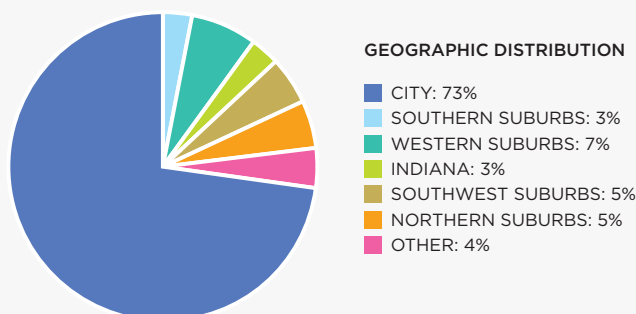 GEOGRAPHIC DISTRIBUTION
CITY: 73%
SOUTHERN SUBURBS: 3%
WESTERN SUBURBS: 7%
INDIANA: 3%
SOUTHWEST SUBURBS: 5%
NORTHERN SUBURBS: 5%
OTHER: 4%